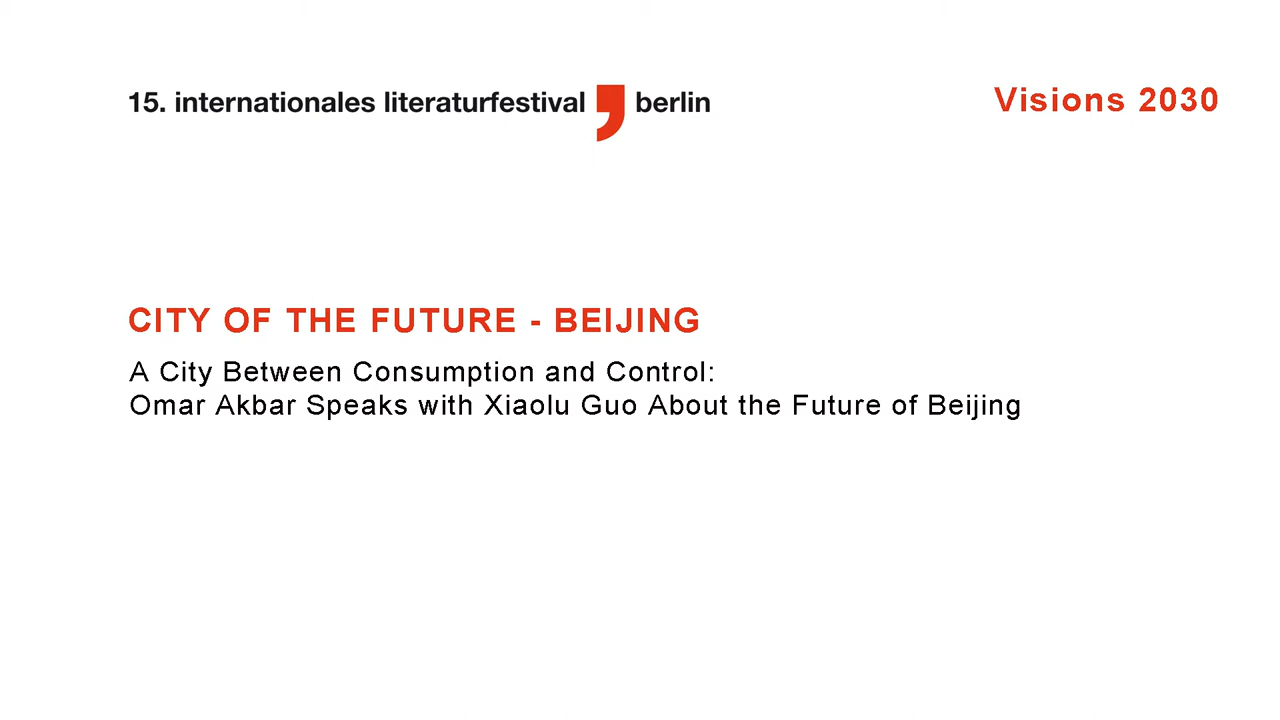 15. internationales literaturfestival berlin
Visions 2030
CITY OF THE FUTURE - BEIJING
A City Between Consumption and Control:
Omar Akbar Speaks with Xiaolu Guo About the Future of Beijing